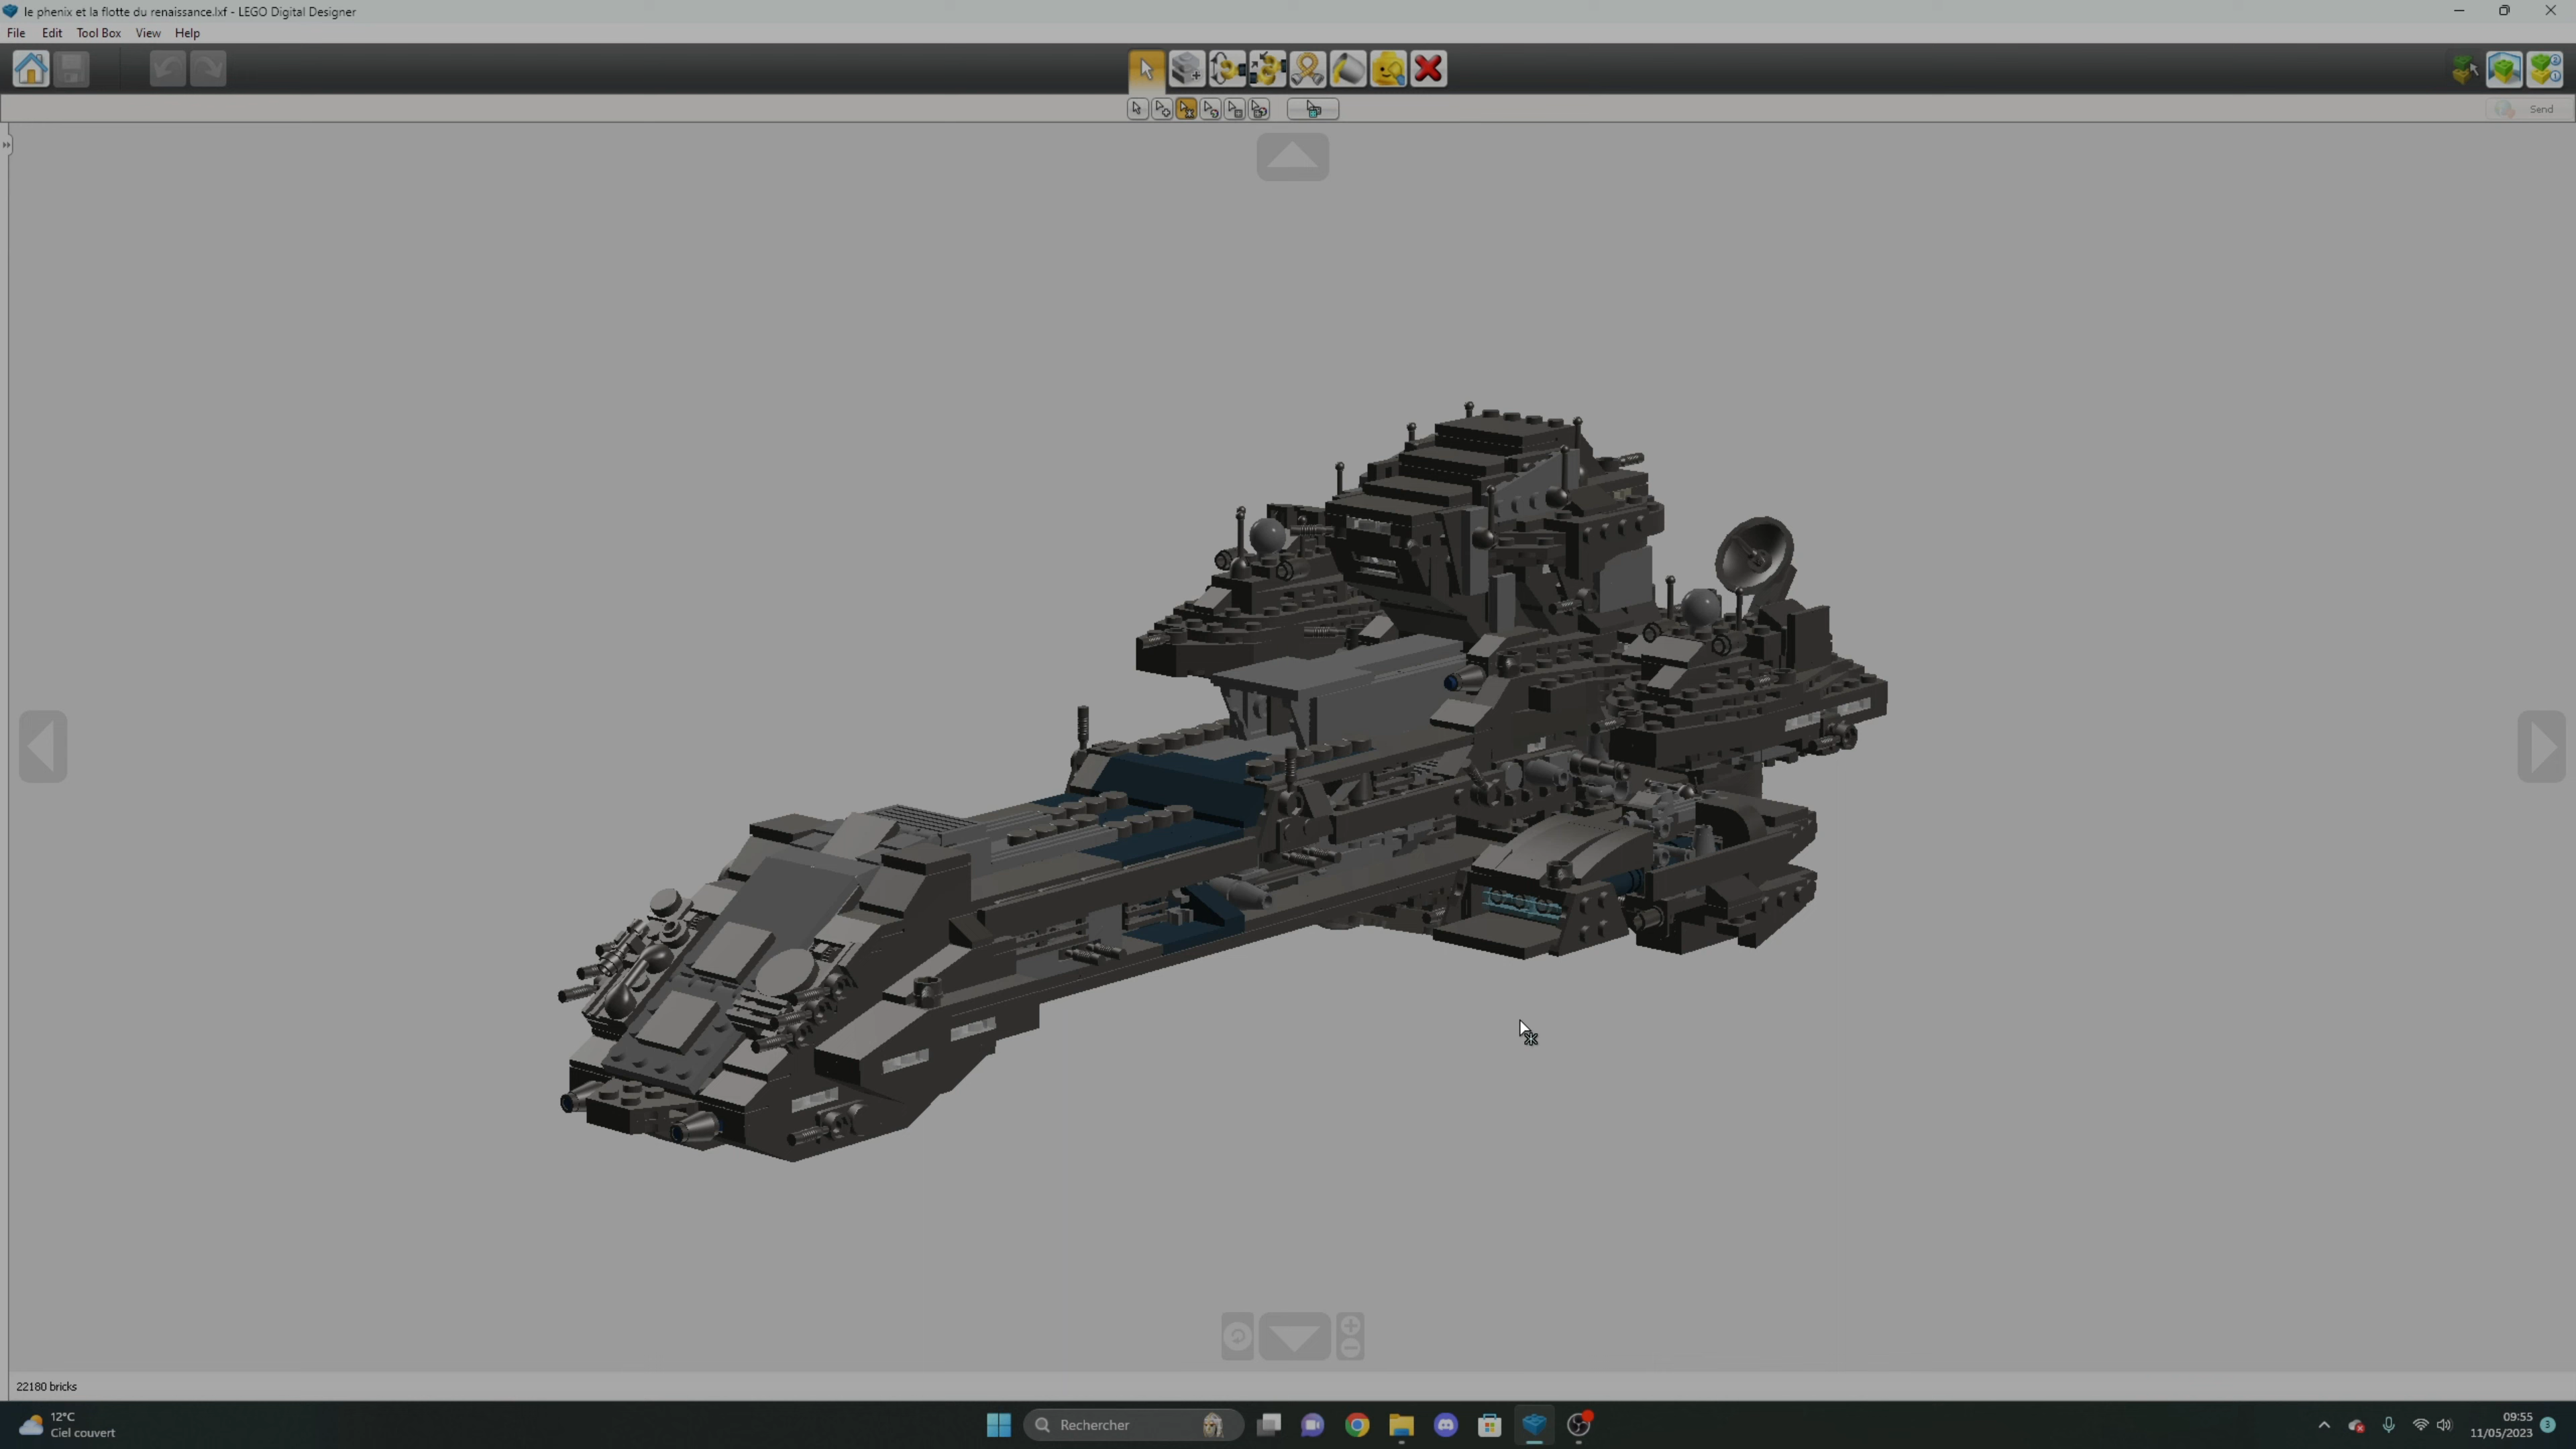 le phenix et la flotte du renaissance.lxf - LEGO Digital Designer
File Edit Tool Box View Help
Send
22180 bricks
12°C
Ciel couvert
Rechercher
09:55
11/05/2023
3